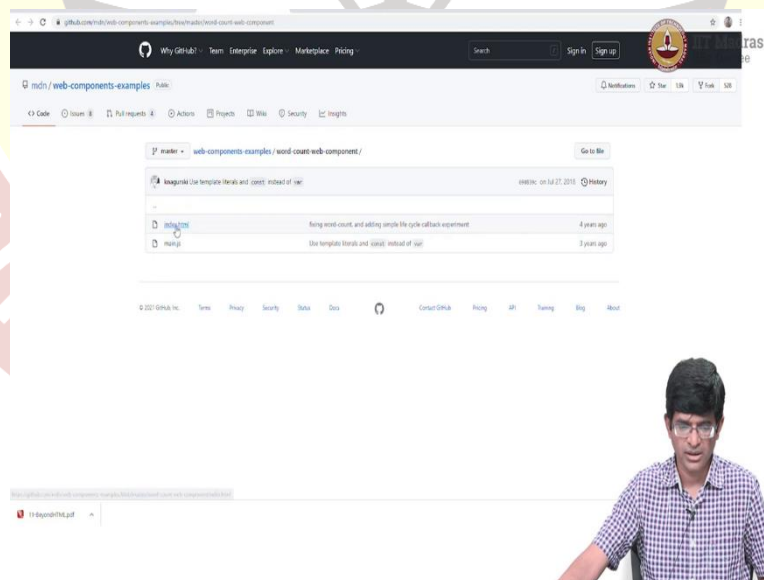 github.com/mdn/web-components-examples/tree/master/word-count-web-component
Why GitHub? Team Enterprise Explore Marketplace Pricing Search / Sign in Sign up
IIT Madras
mdn / web-components-examples Public Notifications Star 1.9k Fork 528
<> Code Issues 8 Pull requests 4 Actions Projects Wiki Security Insights
master web-components-examples / word-count-web-component / Go to file
Use template literals and const instead of var on Jul 27, 2018 History
..
index.html fixing word-count, and adding simple life cycle callback experiment 4 years ago
main.js Use template literals and const instead of var 3 years ago
© 2021 GitHub, Inc. Terms Privacy Security Status Docs Contact GitHub Pricing API Training Blog About
11-BeyondHTML.pdf